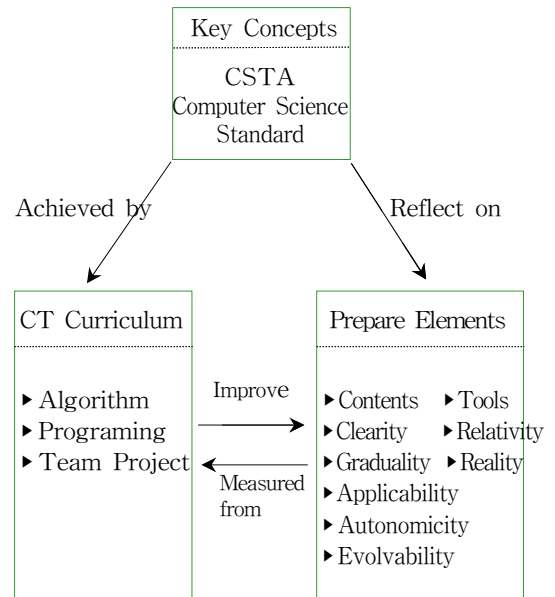 Key Concepts
CSTA
Computer Science
Standard
Achieved by
Reflect on
CT Curriculum
▶ Algorithm
▶ Programing
▶ Team Project
Improve
Measured
from
Prepare Elements
▶ Contents ▶ Tools
▶ Clearity ▶ Relativity
▶ Graduality ▶ Reality
▶ Applicability
▶ Autonomicity
▶ Evolvability